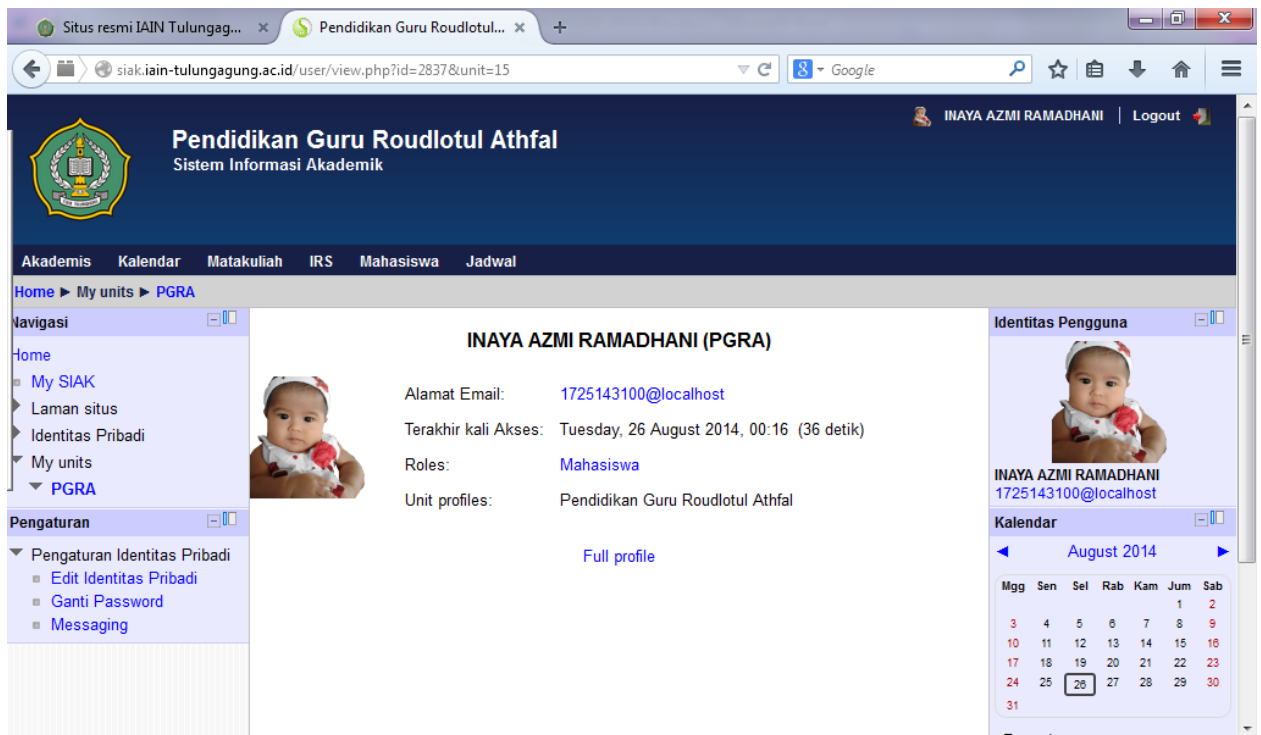 Situs resmi IAIN Tulungag...
Pendidikan Guru Roudlotul...
siak.iain-tulungagung.ac.id/user/view.php?id=2837&unit=15
Google
INAYA AZMI RAMADHANI | Logout
Pendidikan Guru Roudlotul Athfal
Sistem Informasi Akademik
Akademis Kalendar Matakuliah IRS Mahasiswa Jadwal
Home ► My units ► PGRA
Navigasi
Home
My SIAK
Laman situs
Identitas Pribadi
My units
PGRA
Pengaturan
Pengaturan Identitas Pribadi
Edit Identitas Pribadi
Ganti Password
Messaging
INAYA AZMI RAMADHANI (PGRA)
Alamat Email: 1725143100@localhost
Terakhir kali Akses: Tuesday, 26 August 2014, 00:16 (36 detik)
Roles: Mahasiswa
Unit profiles: Pendidikan Guru Roudlotul Athfal
Full profile
Identitas Pengguna
INAYA AZMI RAMADHANI
1725143100@localhost
Kalendar
◄ August 2014 ►
Mgg Sen Sel Rab Kam Jum Sab
1 2
3 4 5 6 7 8 9
10 11 12 13 14 15 16
17 18 19 20 21 22 23
24 25 26 27 28 29 30
31